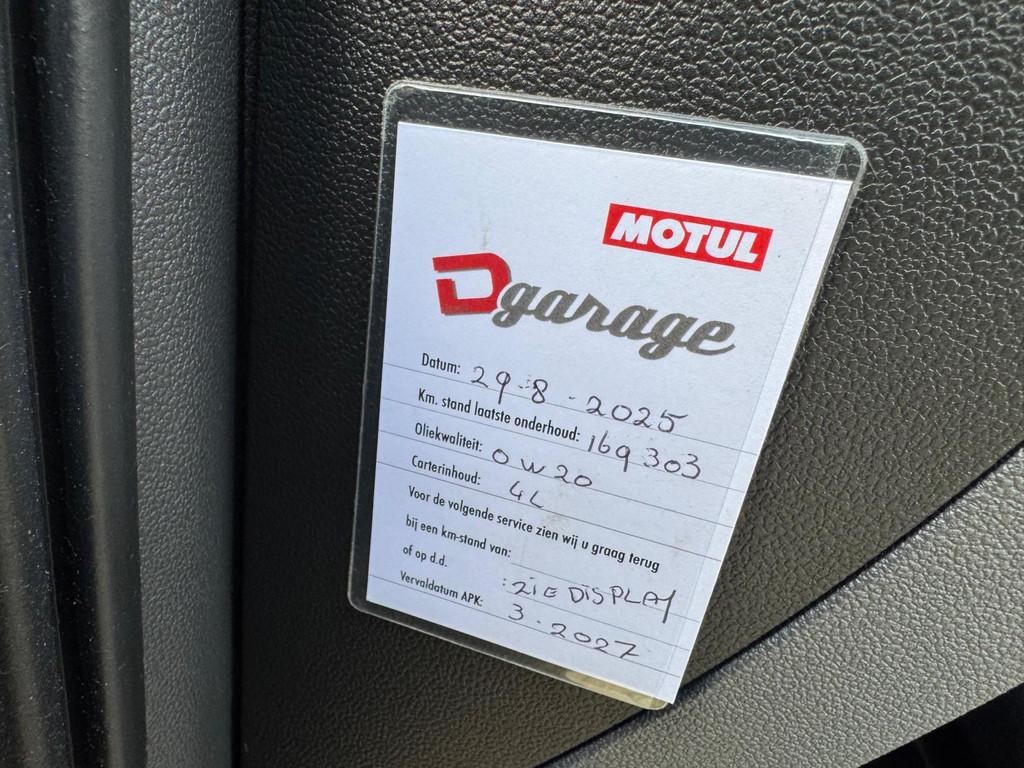 MOTUL
Dgarage
Datum: 29-8-2025
Km. stand laatste onderhoud: 169303
Oliekwaliteit: 0W20
Carterinhoud: 4L
Voor de volgende service zien wij u graag terug
bij een km-stand van:
of op d.d. : ZIE DISPLAY
Vervaldatum APK: 3.2027